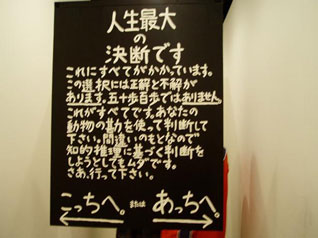 人生最大
の
決断です
これにすべてがかかっています。
この選択には正解と不解が
あります。五十歩百歩ではありません。
これがすべてです。あなたの
動物の勘を使って判断して
下さい。間違いのもとなので
知的推理に基づく判断を
しようとしてもムダです。
さあ、行って下さい。
こっちへ。 または あっちへ。